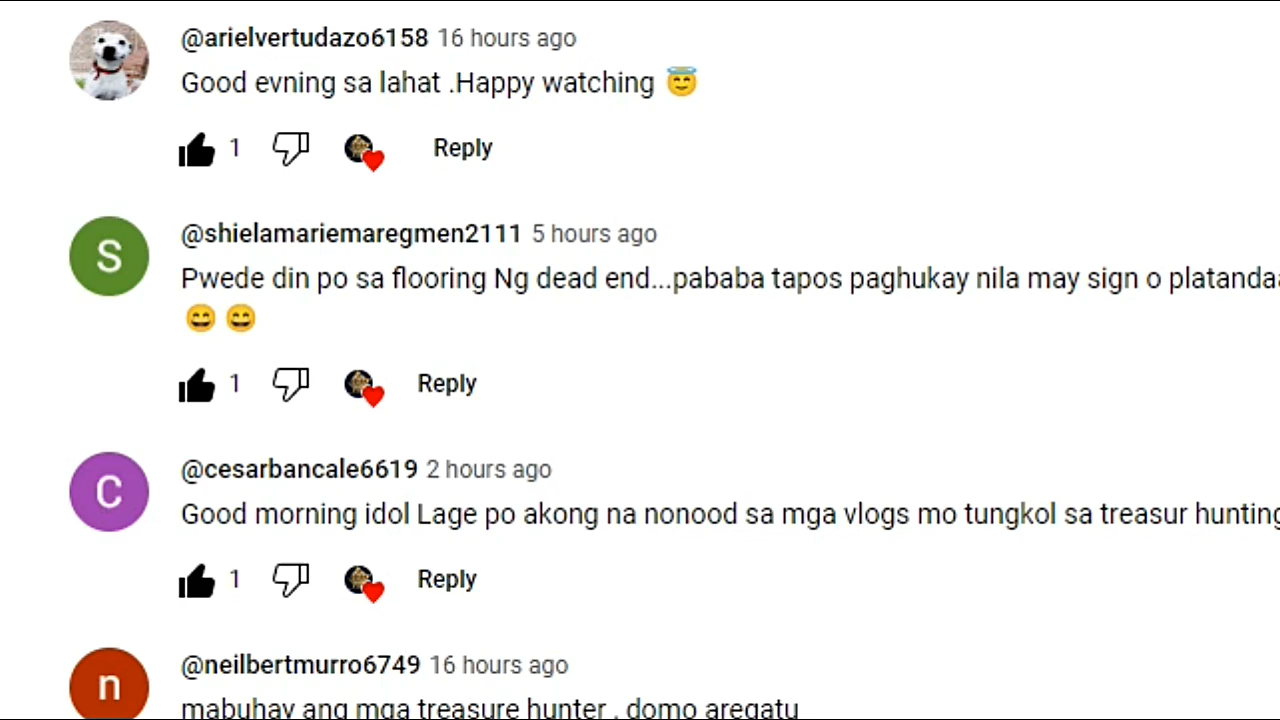 @arielvertudazo6158 16 hours ago
Good evning sa lahat .Happy watching 😇
1 Reply
S
@shielamariemaregmen2111 5 hours ago
Pwede din po sa flooring Ng dead end...pababa tapos paghukay nila may sign o
😄 😄
1 Reply
C
@cesarbancale6619 2 hours ago
Good morning idol Lage po akong na nonood sa mga vlogs mo tungkol sa treasur hunting
1 Reply
n
@neilbertmurro6749 16 hours ago
mabuhay ang mga treasure hunter . domo aregatu